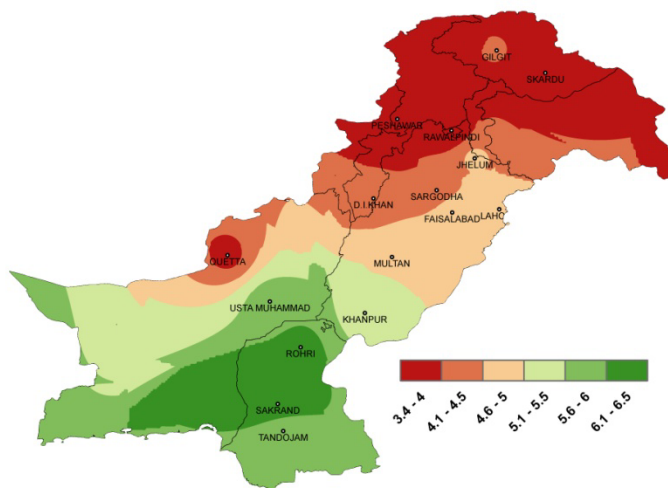 GILGIT
SKARDU
PESHAWAR
RAWALPINDI
JHELUM
SARGODHA
D.I.KHAN
FAISALABAD
LAHO
QUETTA
MULTAN
USTA MUHAMMAD
KHANPUR
ROHRI
SAKRAND
TANDOJAM
3.4 - 4
4.1 - 4.5
4.6 - 5
5.1 - 5.5
5.6 - 6
6.1 - 6.5